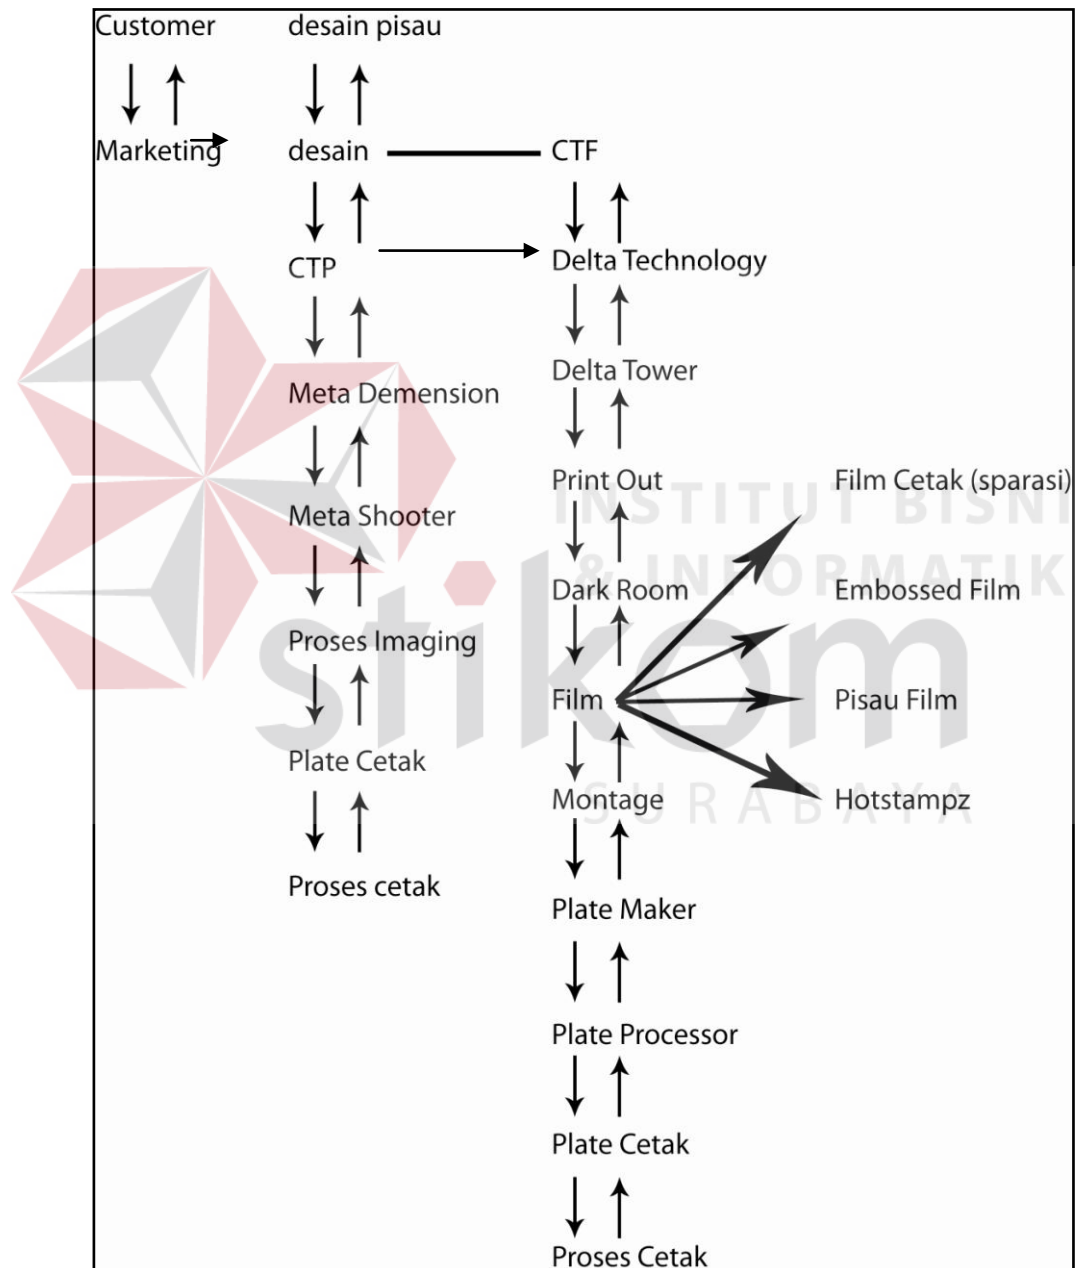 Customer
desain pisau
Marketing
desain
CTF
CTP
Delta Technology
Meta Demension
Delta Tower
Meta Shooter
Print Out
Film Cetak (sparasi)
Proses Imaging
Dark Room
Embossed Film
Plate Cetak
Film
Pisau Film
Proses cetak
Montage
Hotstampz
Plate Maker
Plate Processor
Plate Cetak
Proses Cetak
INSTITUT BISNI
& INFORMATIK
stikom
SURABAYA